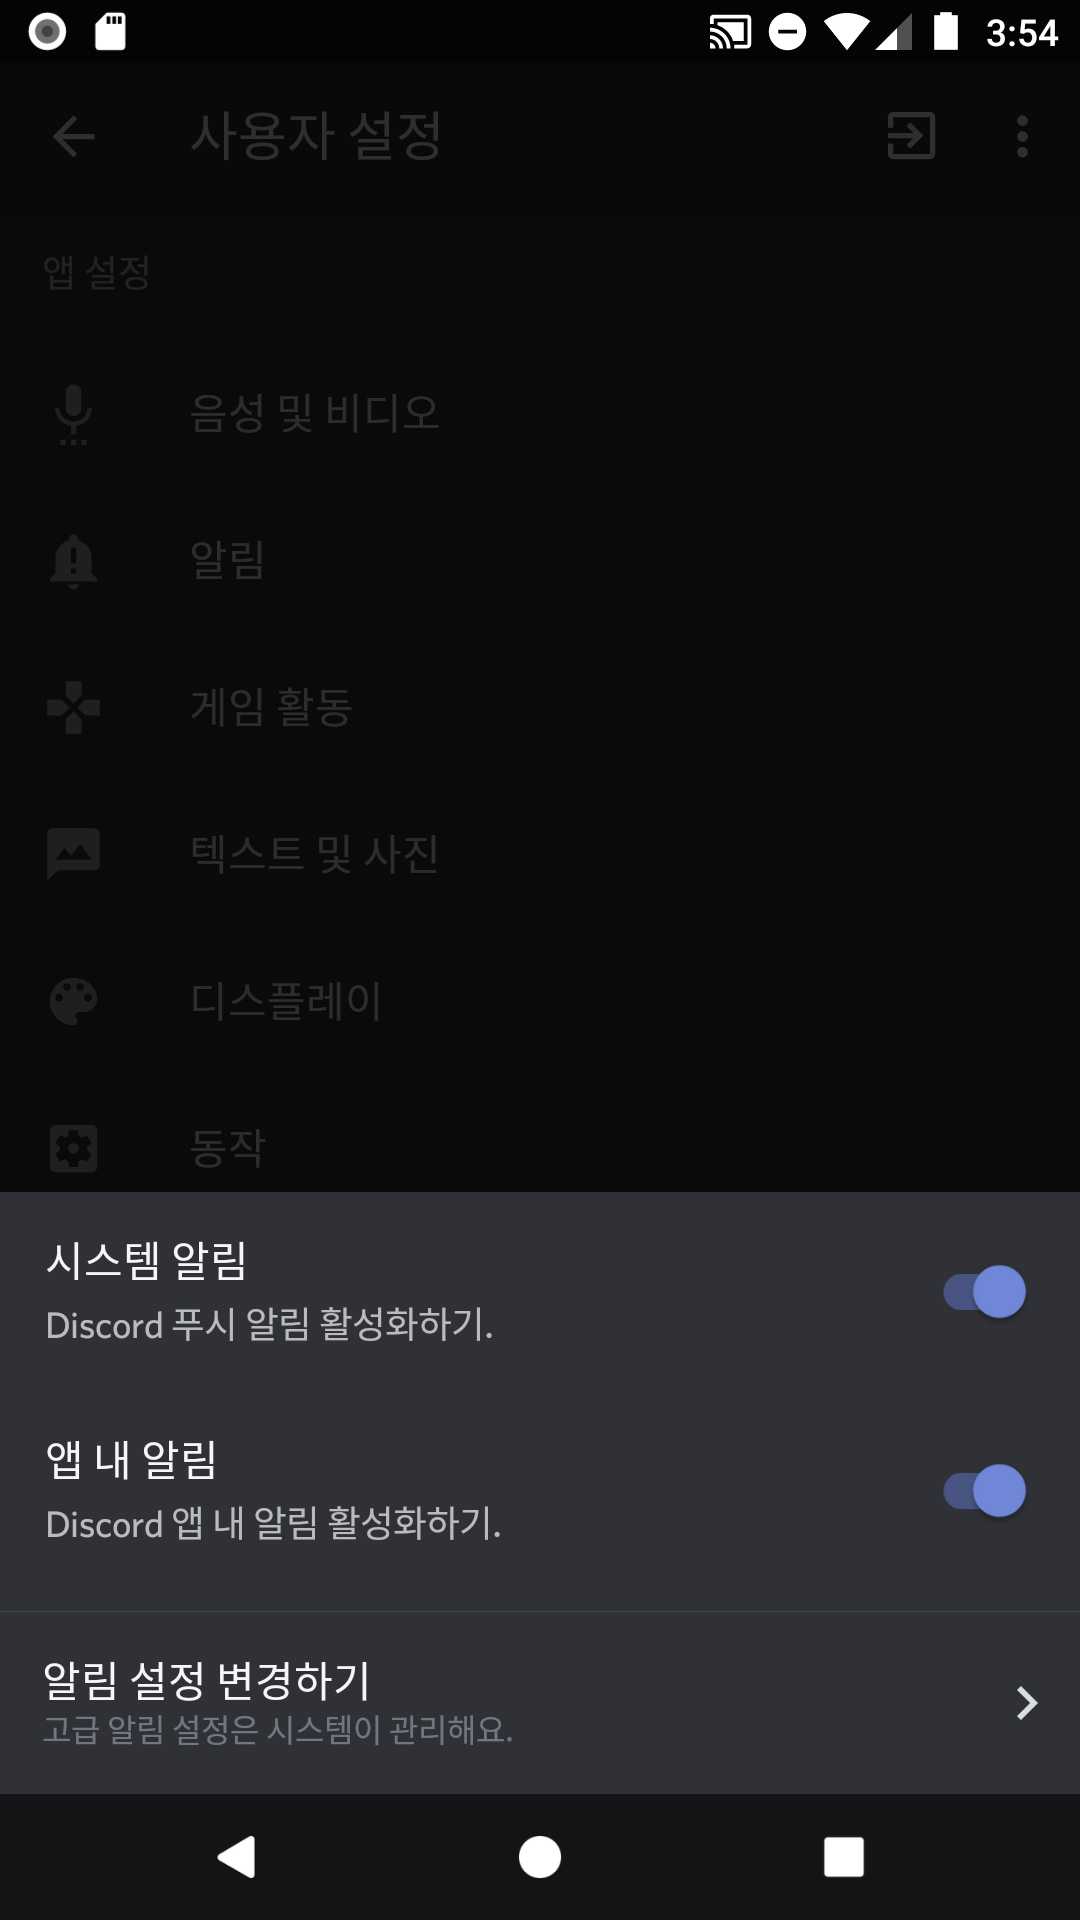 3:54
사용자 설정
앱 설정
음성 및 비디오
알림
게임 활동
텍스트 및 사진
디스플레이
동작
시스템 알림
Discord 푸시 알림 활성화하기.
앱 내 알림
Discord 앱 내 알림 활성화하기.
알림 설정 변경하기
고급 알림 설정은 시스템이 관리해요.